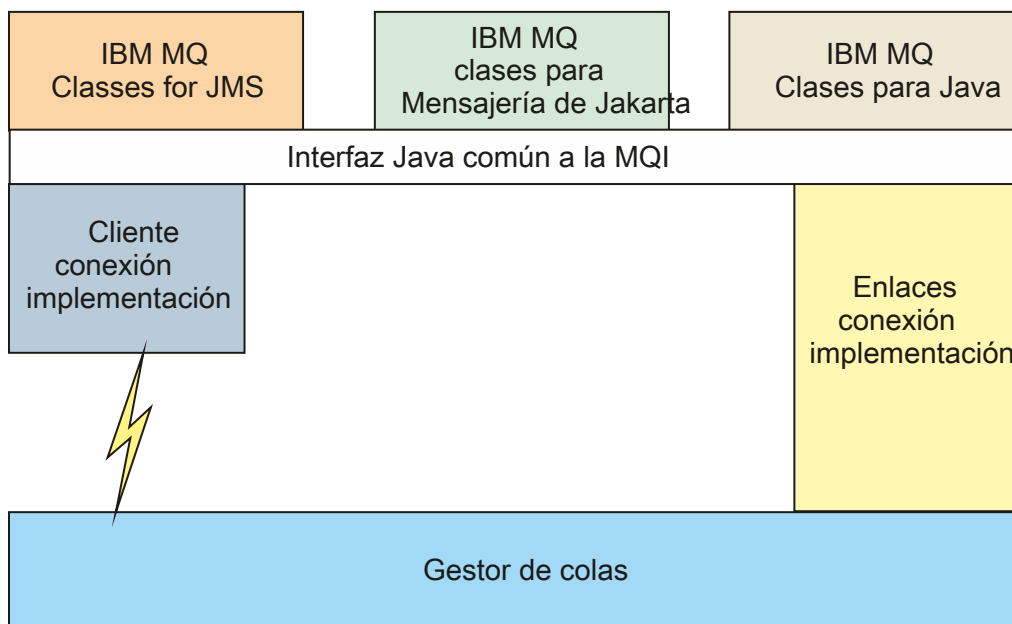 IBM MQ
Classes for JMS
IBM MQ
clases para
Mensajería de Jakarta
IBM MQ
Clases para Java
Interfaz Java común a la MQI
Cliente
conexión
implementación
Enlaces
conexión
implementación
Gestor de colas